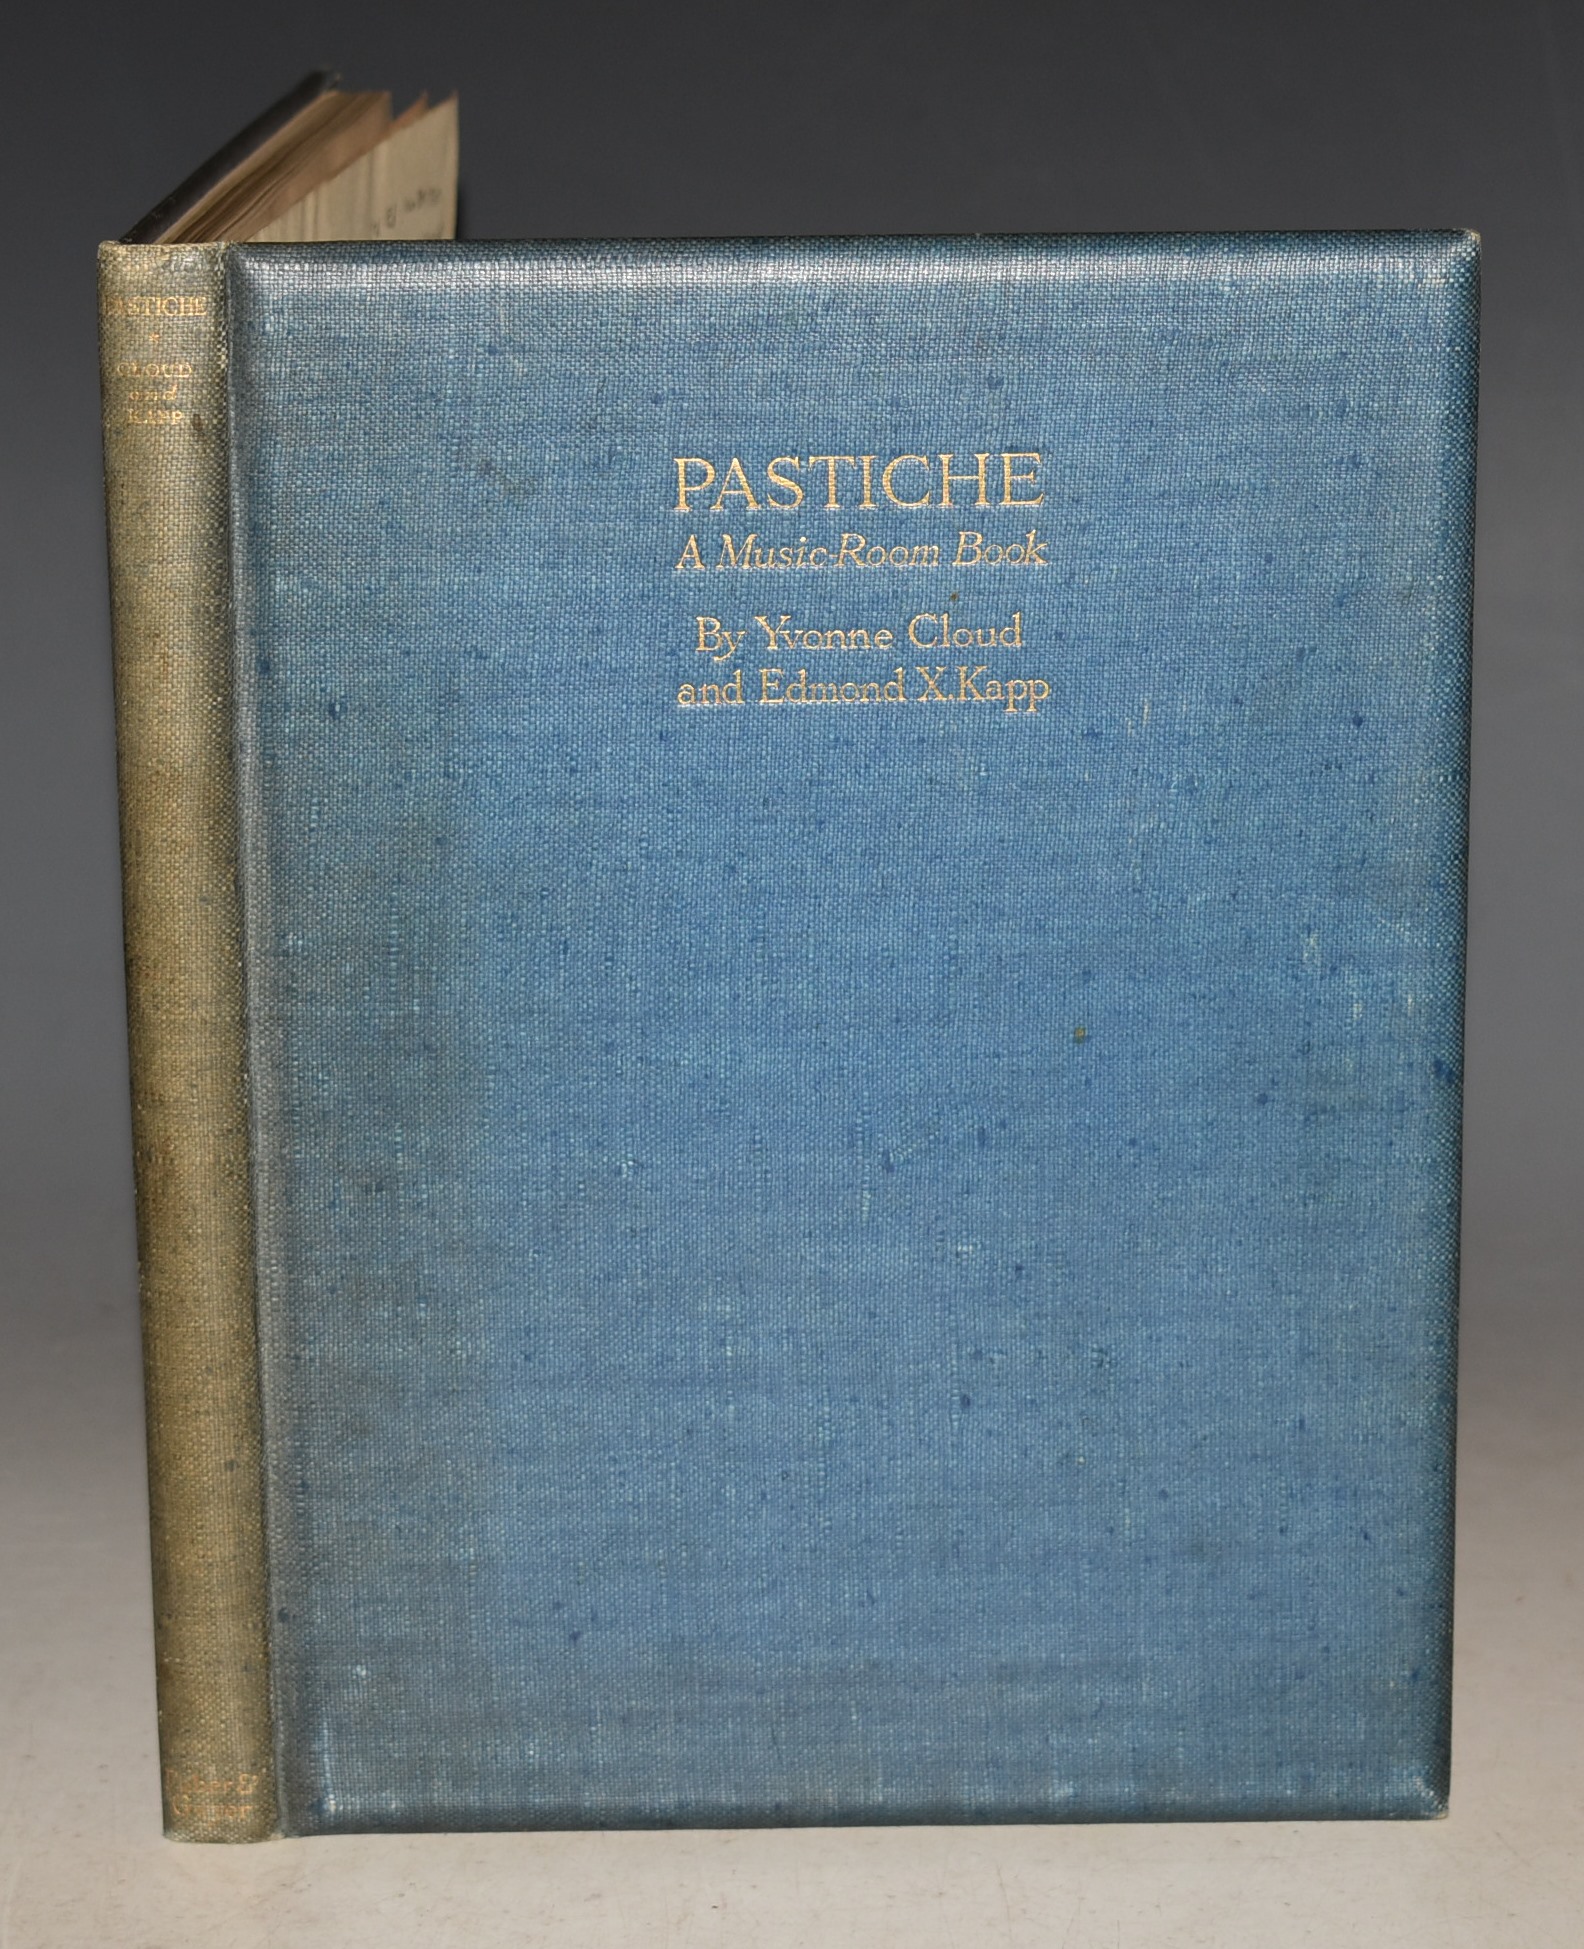 PASTICHE
A Music-Room Book
By Yvonne Cloud
and Edmond X. Kapp
PASTICHE
CLOUD
and
KAPP